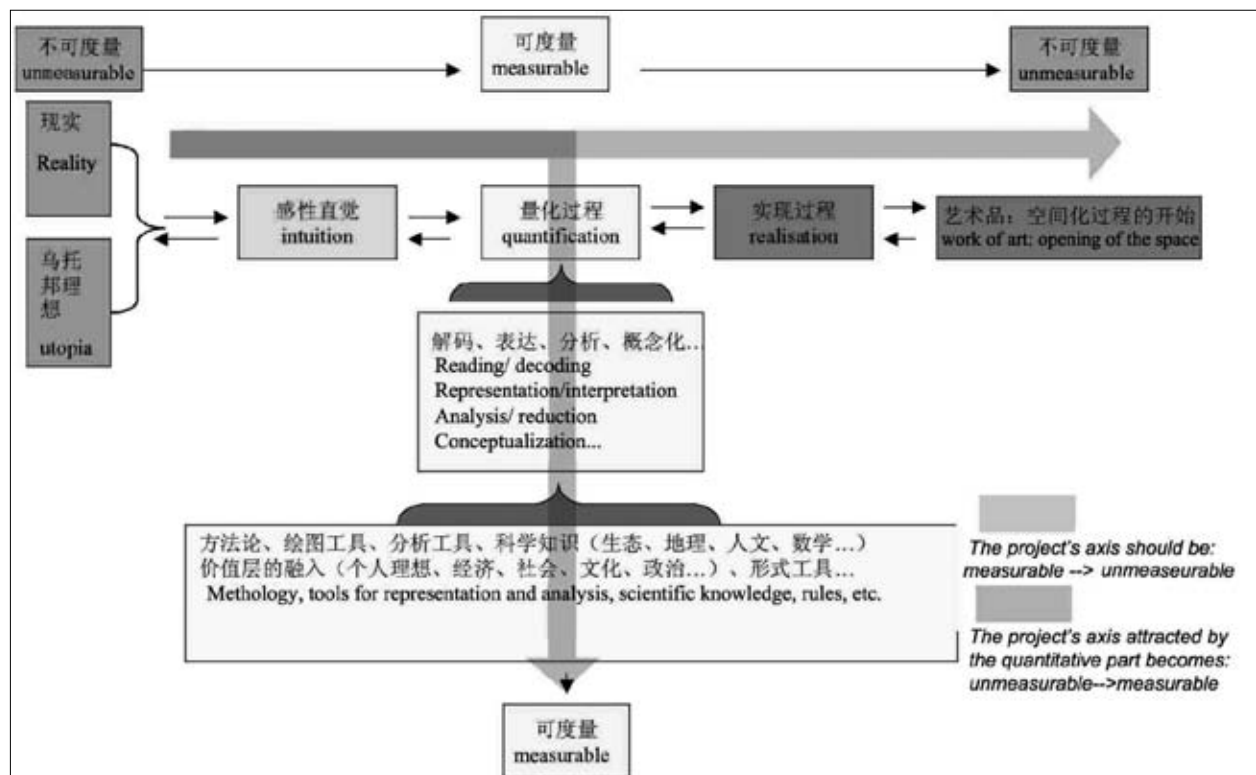 不可度量
unmeasurable
可度量
measurable
不可度量
unmeasurable
现实
Reality
乌托
邦理
想
utopia
感性直觉
intuition
量化过程
quantification
实现过程
realisation
艺术品：空间化过程的开始
work of art: opening of the space
解码、表达、分析、概念化...
Reading/ decoding
Representation/interpretation
Analysis/ reduction
Conceptualization...
方法论、绘图工具、分析工具、科学知识（生态、地理、人文、数学...）
价值层的融入（个人理想、经济、社会、文化、政治...）、形式工具...
Methology, tools for representation and analysis, scientific knowledge, rules, etc.
The project's axis should be:
measurable --> unmeaseurable
The project's axis attracted by
the quantitative part becomes:
unmeasurable-->measurable
可度量
measurable